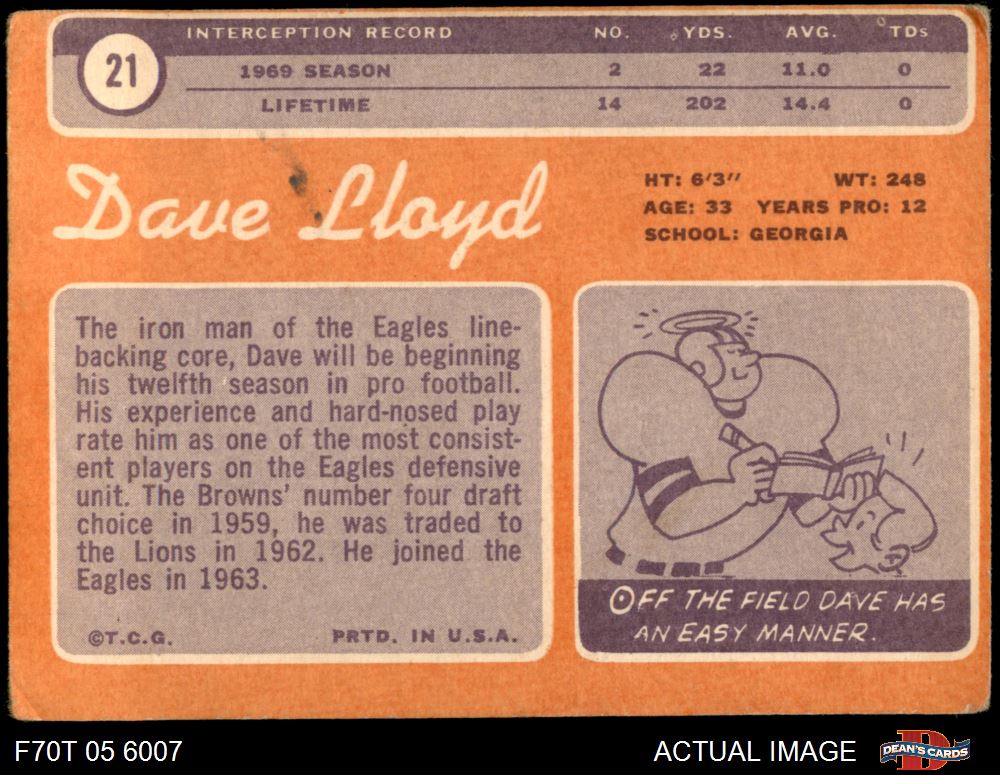 21
INTERCEPTION RECORD NO. YDS. AVG. TDs
1969 SEASON 2 22 11.0 0
LIFETIME 14 202 14.4 0
Dave Lloyd
HT: 6'3" WT: 248
AGE: 33 YEARS PRO: 12
SCHOOL: GEORGIA
The iron man of the Eagles line-
backing core, Dave will be beginning
his twelfth season in pro football.
His experience and hard-nosed play
rate him as one of the most consist-
ent players on the Eagles defensive
unit. The Browns' number four draft
choice in 1959, he was traded to
the Lions in 1962. He joined the
Eagles in 1963.
©T.C.G. PRTD. IN U.S.A.
OFF THE FIELD DAVE HAS
AN EASY MANNER.
F70T 05 6007 ACTUAL IMAGE
D
DEAN'S CARDS